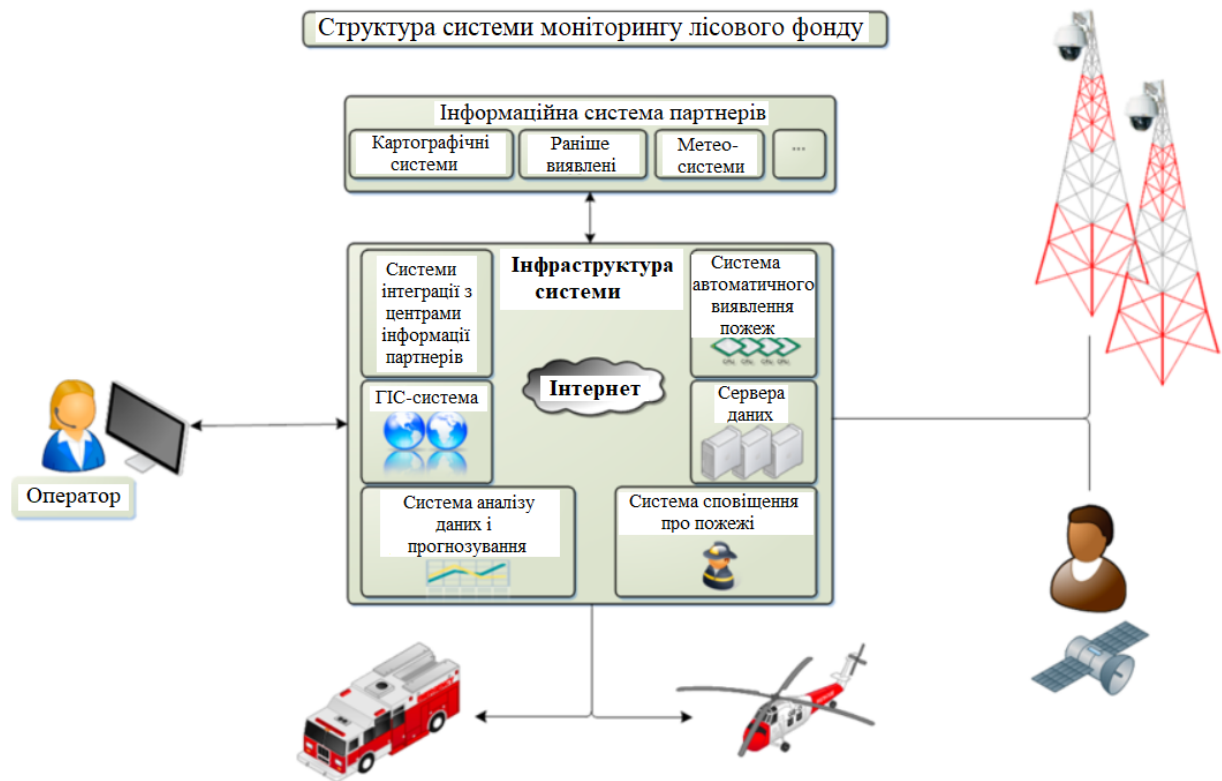 Структура системи моніторингу лісового фонду
Інформаційна система партнерів
Картографічні
системи
Раніше
виявлені
Метео-
системи
...
Системи
інтеграції з
центрами
інформації
партнерів
Інфраструктура
системи
Система
автоматичного
виявлення
пожеж
Інтернет
ГІС-система
Сервера
даних
Оператор
Система аналізу
даних і
прогнозування
Система сповіщення
про пожежі